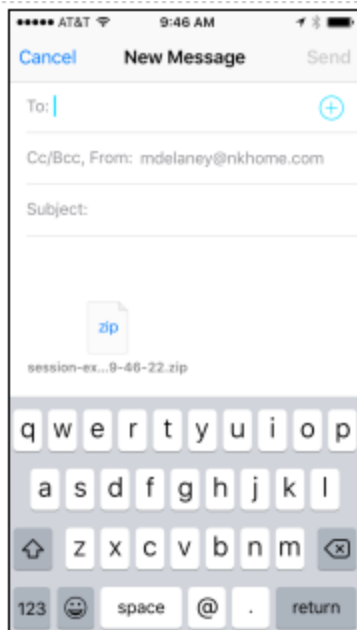 AT&T 9:46 AM
Cancel New Message Send
To:
Cc/Bcc, From: mdelaney@nkhome.com
Subject:
zip
session-ex...9-46-22.zip
q w e r t y u i o p
a s d f g h j k l
z x c v b n m
123 space @ . return